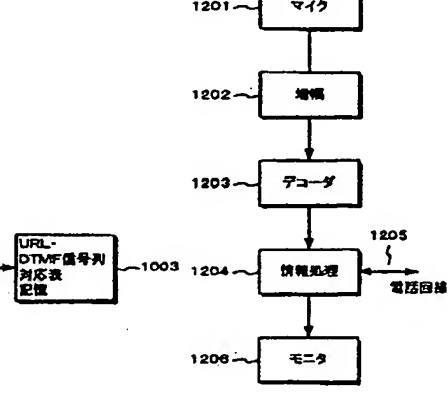 1201
マイク
1202
増幅
1203
デコーダ
1205
URL-
DTMF信号列
対応表
記憶
1003
1204
情報処理
電話回線
1206
モニタ